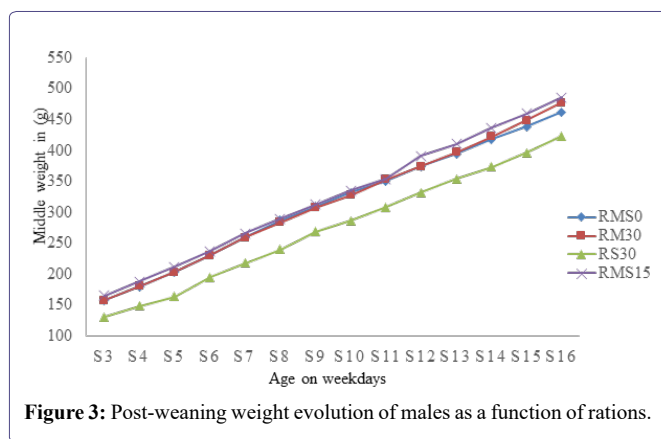 550
500
450
400
350
300
250
200
150
100
Middle weight in (g)
S3 S4 S5 S6 S7 S8 S9 S10 S11 S12 S13 S14 S15 S16
Age on weekdays
RMS0
RM30
RS30
RMS15
Figure 3: Post-weaning weight evolution of males as a function of rations.